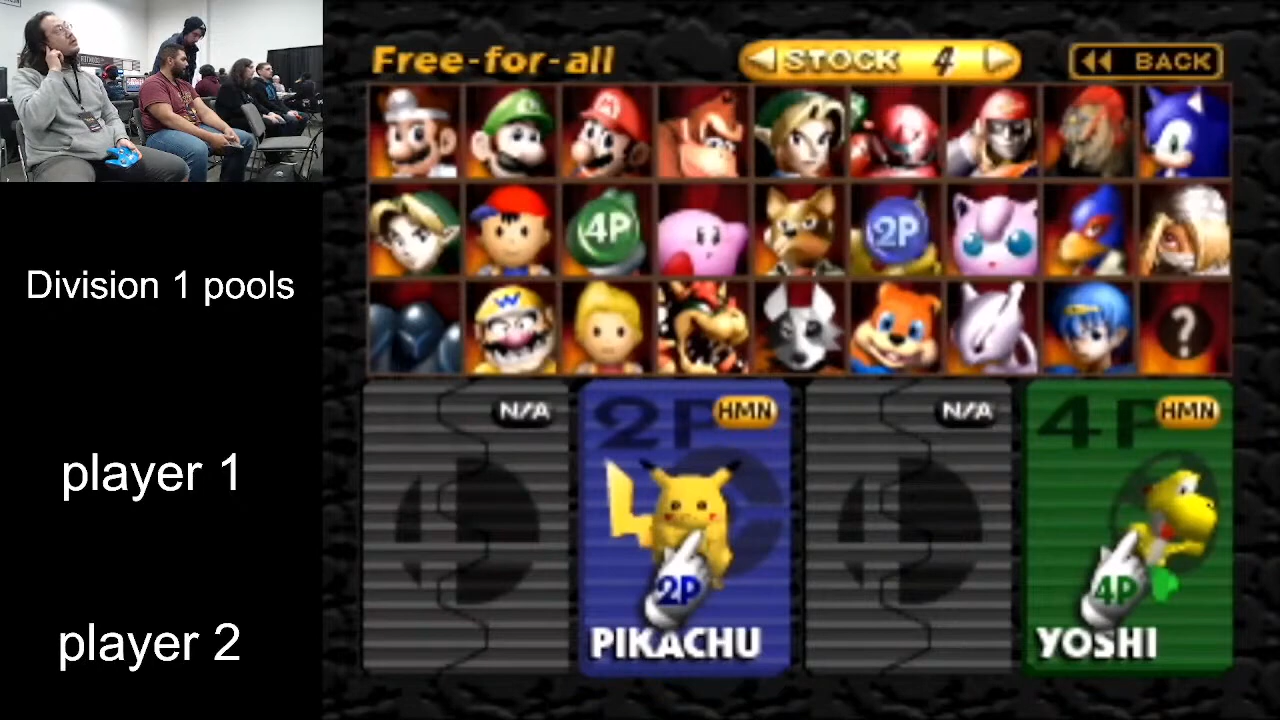 Free-for-all
STOCK 4
BACK
4P
2P
W
?
Division 1 pools
player 1
player 2
N/A
2P HMN
2P
PIKACHU
N/A
4P HMN
4P
YOSHI